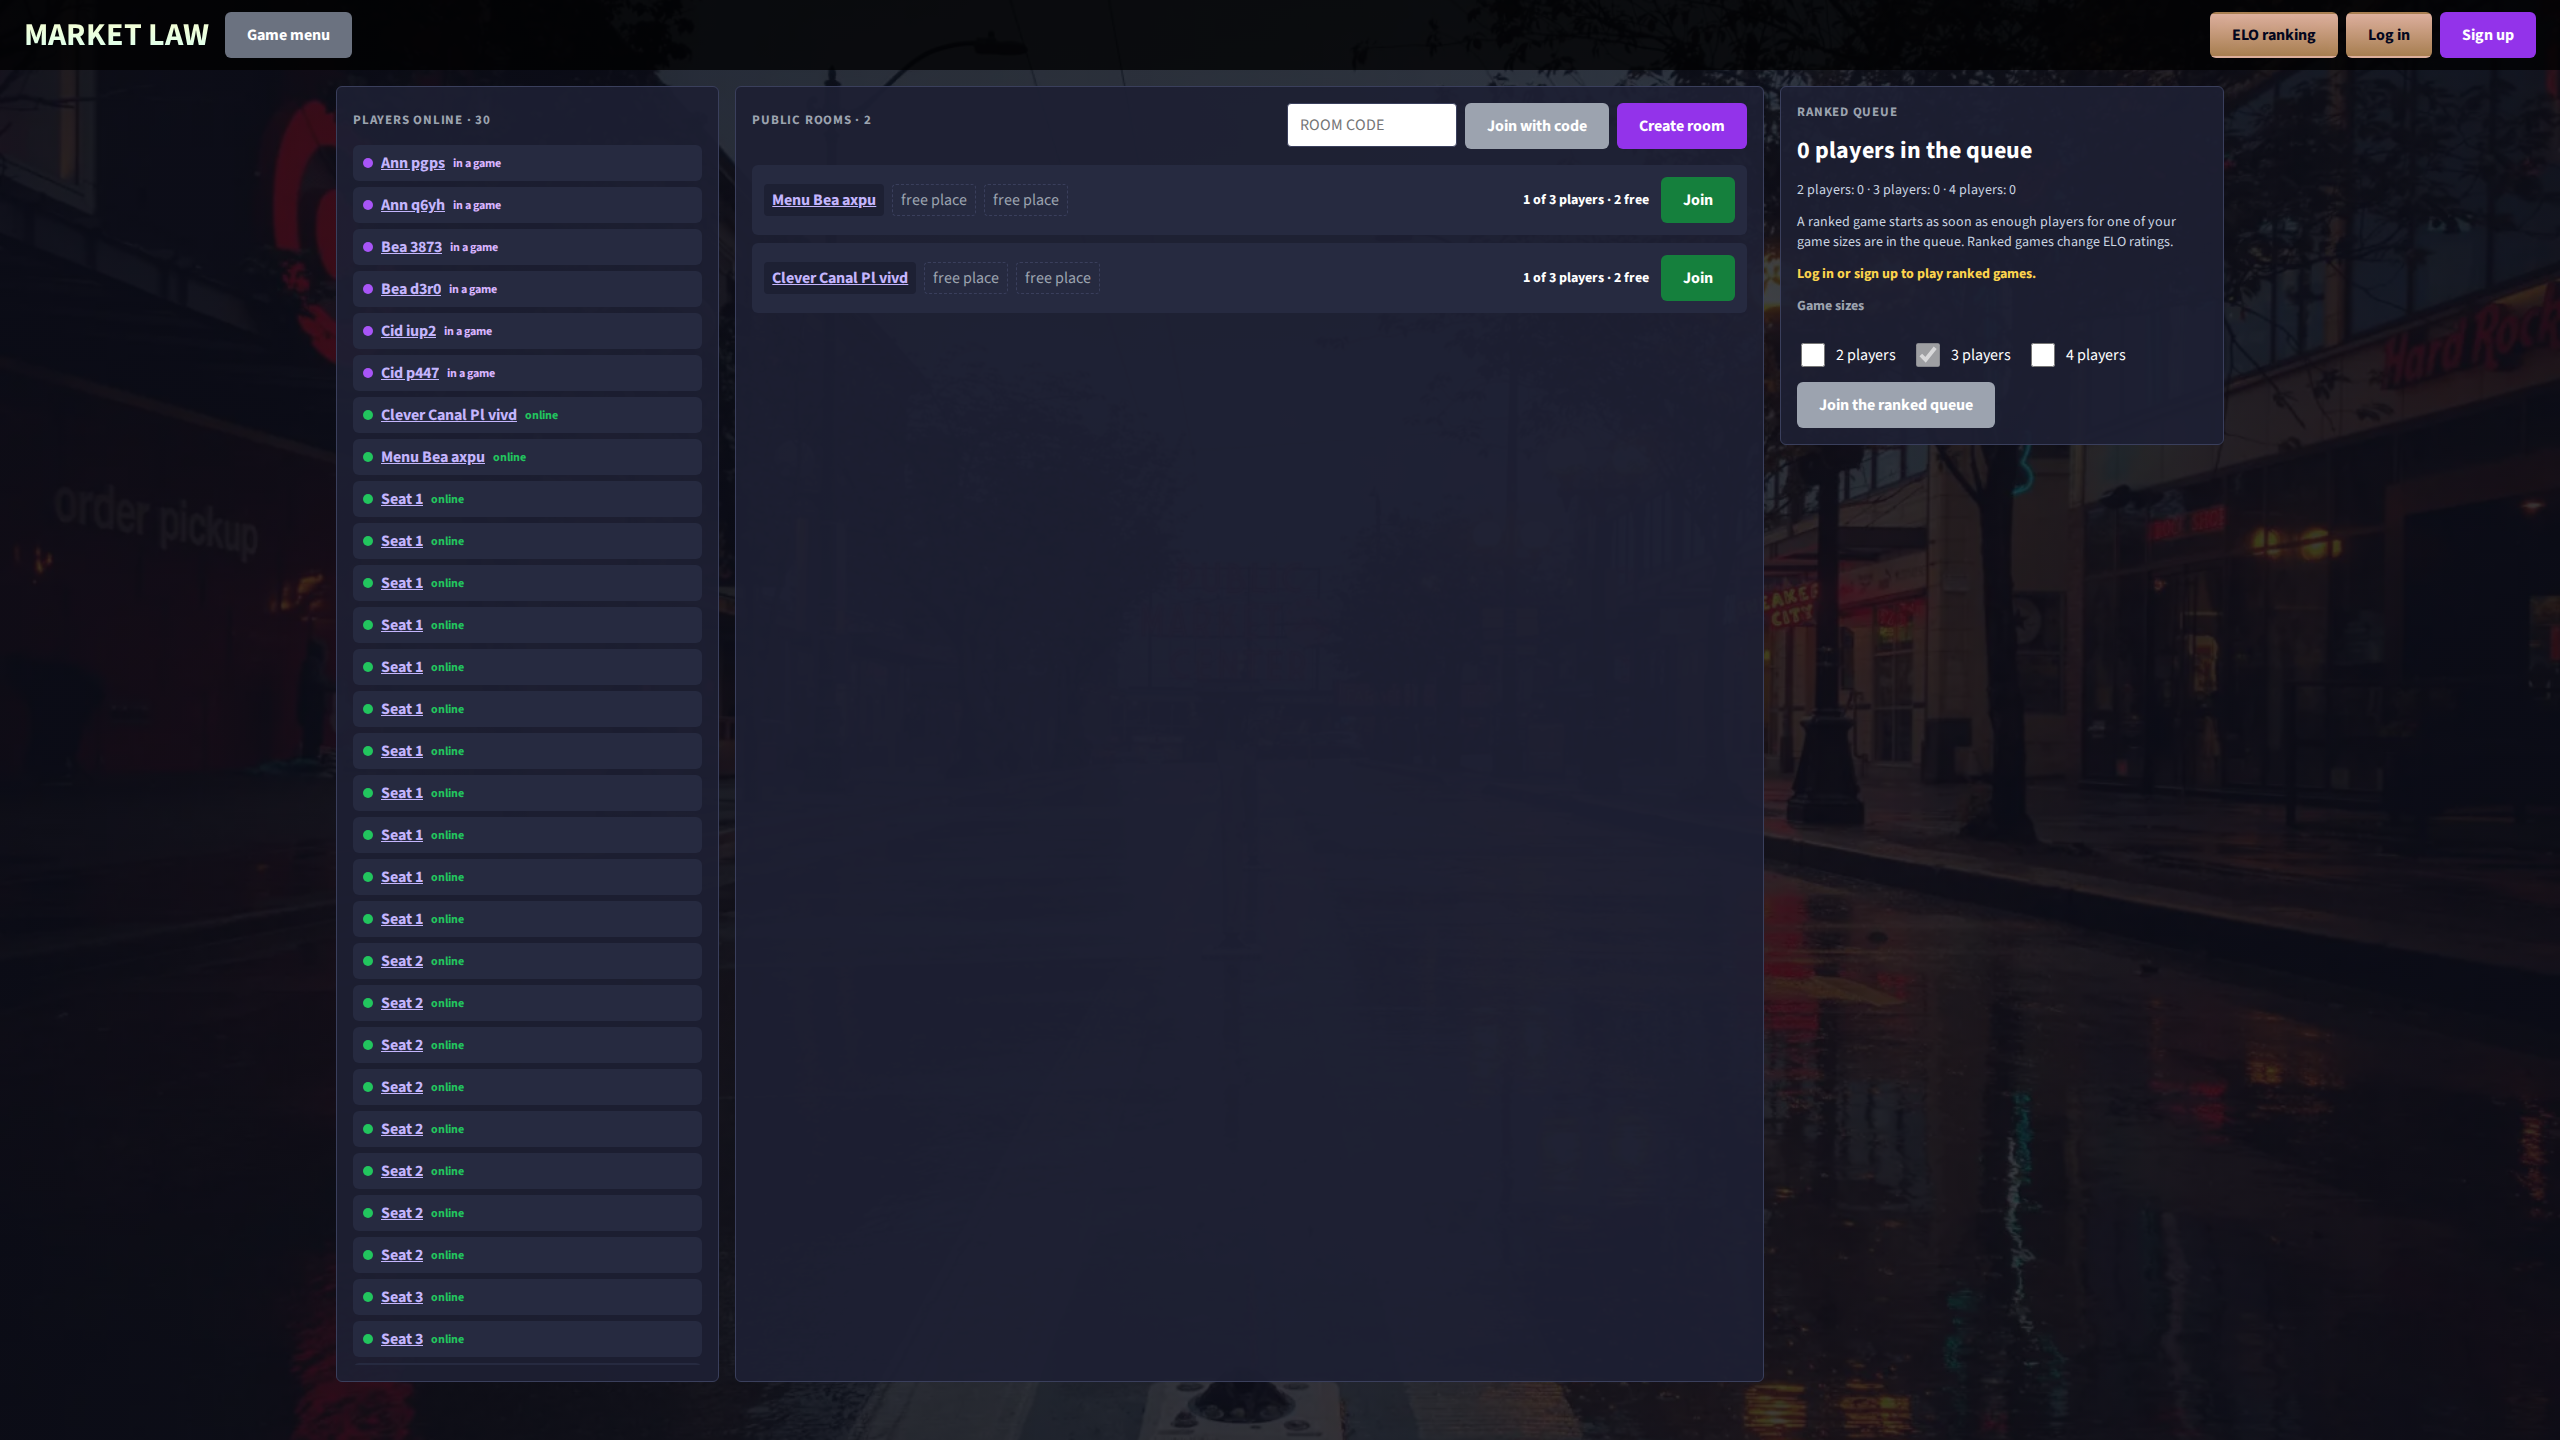 MARKET LAW
Game menu
ELO ranking
Log in
Sign up
PLAYERS ONLINE · 30
Ann pgps in a game
Ann q6yh in a game
Bea 3873 in a game
Bea d3r0 in a game
Cid iup2 in a game
Cid p447 in a game
Clever Canal Pl vivd online
Menu Bea axpu online
Seat 1 online
Seat 1 online
Seat 1 online
Seat 1 online
Seat 1 online
Seat 1 online
Seat 1 online
Seat 1 online
Seat 1 online
Seat 1 online
Seat 1 online
Seat 2 online
Seat 2 online
Seat 2 online
Seat 2 online
Seat 2 online
Seat 2 online
Seat 2 online
Seat 2 online
Seat 3 online
Seat 3 online
PUBLIC ROOMS · 2
ROOM CODE
Join with code
Create room
Menu Bea axpu free place free place 1 of 3 players · 2 free Join
Clever Canal Pl vivd free place free place 1 of 3 players · 2 free Join
RANKED QUEUE
0 players in the queue
2 players: 0 · 3 players: 0 · 4 players: 0
A ranked game starts as soon as enough players for one of your
game sizes are in the queue. Ranked games change ELO ratings.
Log in or sign up to play ranked games.
Game sizes
2 players 3 players 4 players
Join the ranked queue
order pickup
Hard Rock
CITY